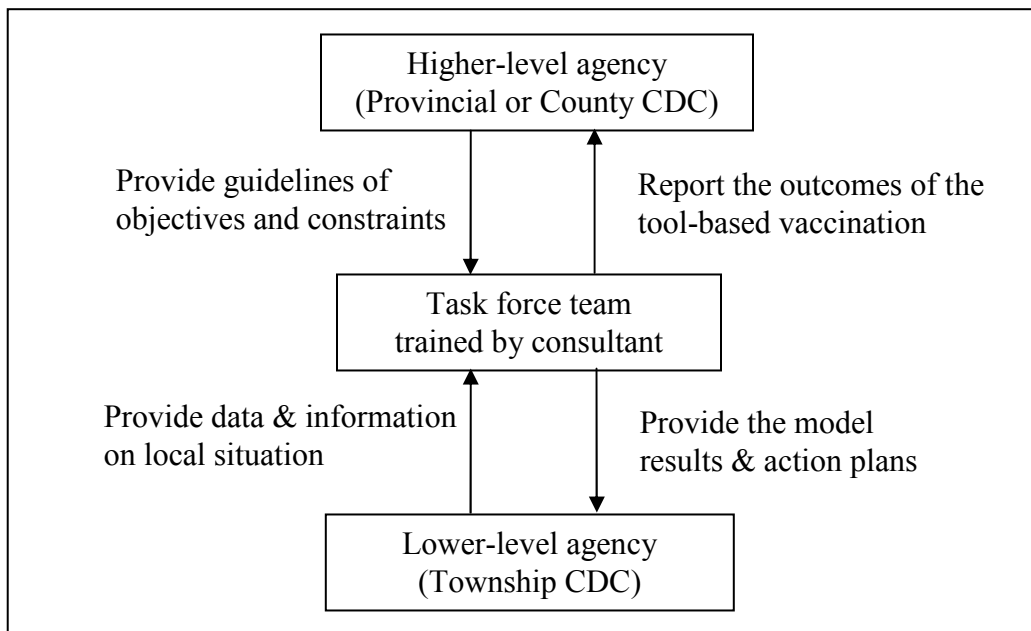 Higher-level agency
(Provincial or County CDC)
Provide guidelines of
objectives and constraints
Report the outcomes of the
tool-based vaccination
Task force team
trained by consultant
Provide data & information
on local situation
Provide the model
results & action plans
Lower-level agency
(Township CDC)